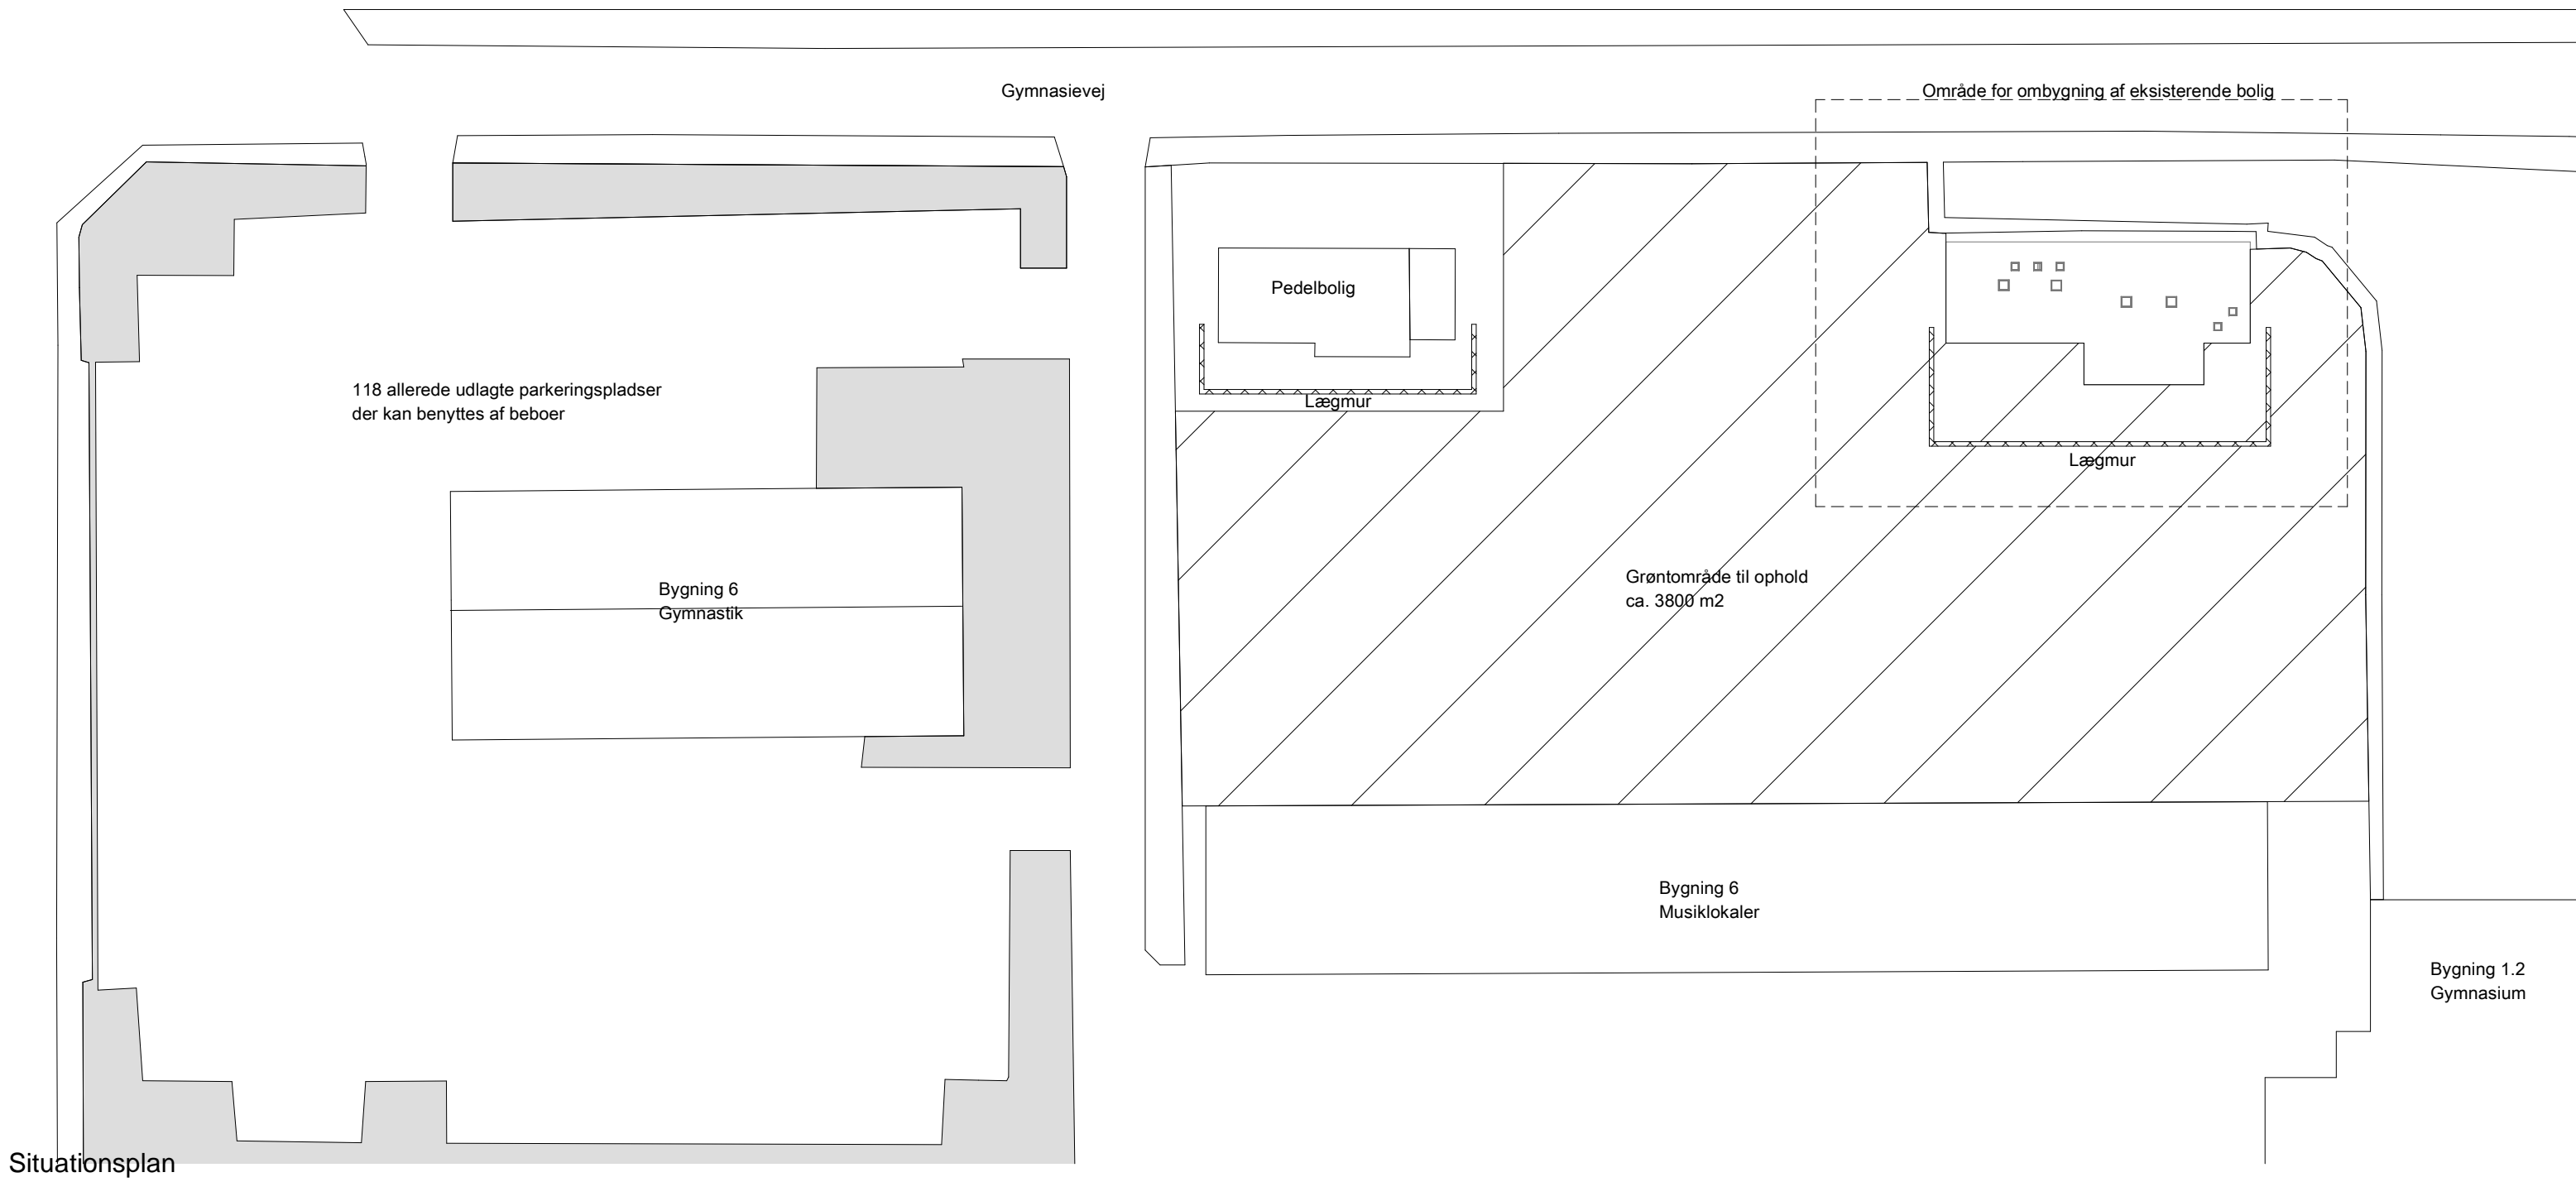 Gymnasievej
Område for ombygning af eksisterende bolig
Pedelbolig
118 allerede udlagte parkeringspladser
der kan benyttes af beboer
Lægmur
Lægmur
Bygning 6
Gymnastik
Grøntområde til ophold
ca. 3800 m2
Bygning 6
Musiklokaler
Bygning 1.2
Gymnasium
Situationsplan